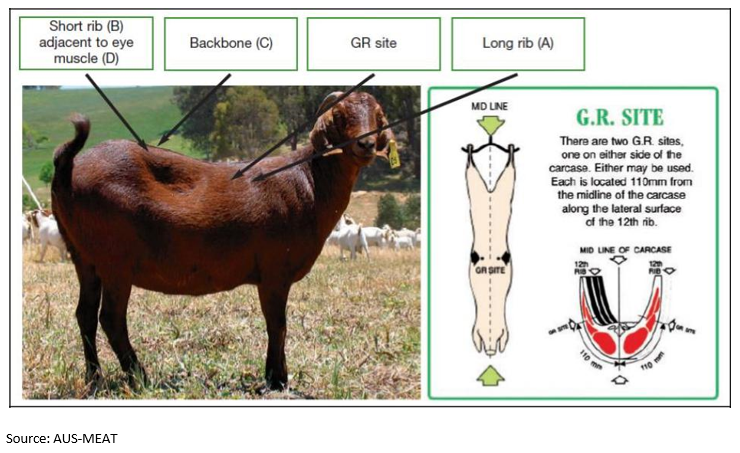 Short rib (B)
adjacent to eye
muscle (D)
Backbone (C)
GR site
Long rib (A)
MID LINE
GR SITE
G.R. SITE
There are two G.R. sites,
one on either side of the
carcase. Either may be used.
Each is located 110mm from
the midline of the carcase
along the lateral surface
of the 12th rib.
MID LINE OF CARCASE
12th
RIB
12th
RIB
GR SITE
GR SITE
110 mm
110 mm
Source: AUS-MEAT